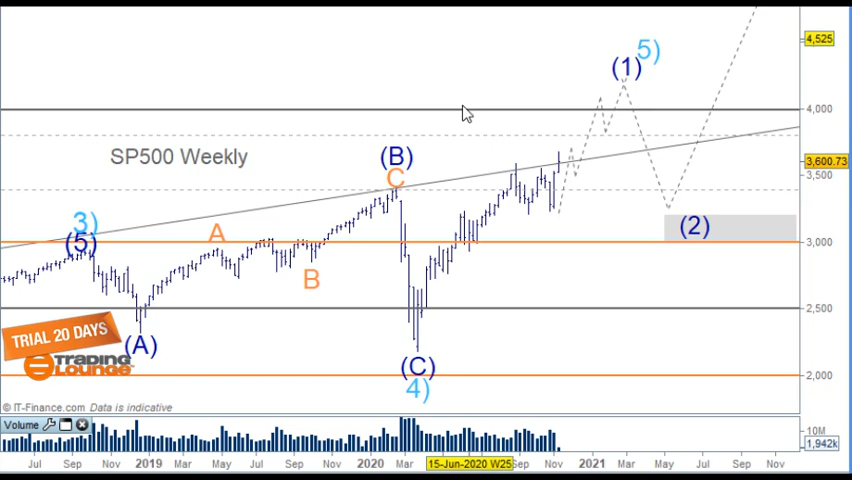 4,525
5)
(1)
4,000
SP500 Weekly
(B)
C
3,600.73
3,500
3)
(5)
A
(2)
3,000
B
2,500
TRIAL 20 DAYS
(A)
TRADING
LOUNGE
(C)
4)
2,000
© IT-Finance.com Data is indicative
Volume
10M
1,942k
Jul Sep Nov 2019 Mar May Jul Sep Nov 2020 Mar 15-Jun-2020 W25 Sep Nov 2021 Mar May Jul Sep Nov